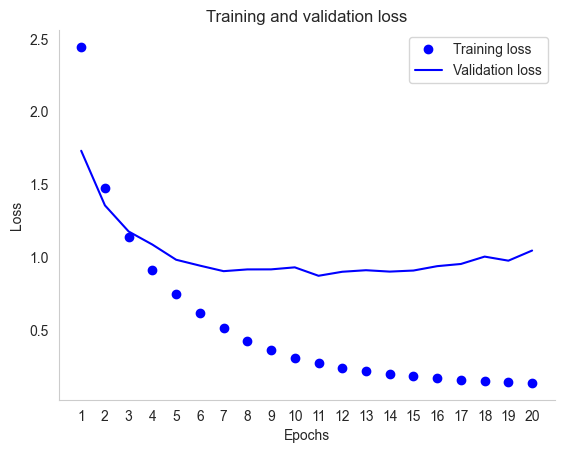 Training and validation loss
Training loss
Validation loss
Loss
2.5
2.0
1.5
1.0
0.5
1 2 3 4 5 6 7 8 9 10 11 12 13 14 15 16 17 18 19 20
Epochs